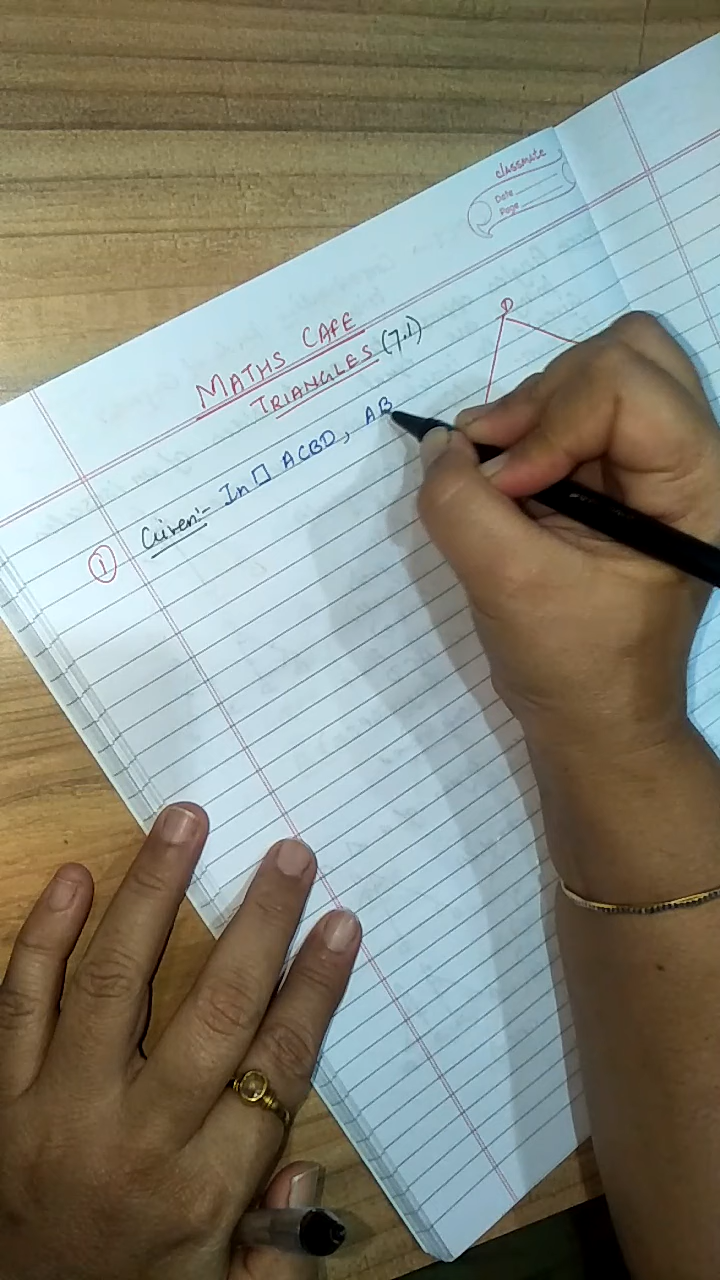 classmate
Date
Page
MATHS CAFE
TRIANGLES (7.1)
D
① Given:- In □ ACBD, AB